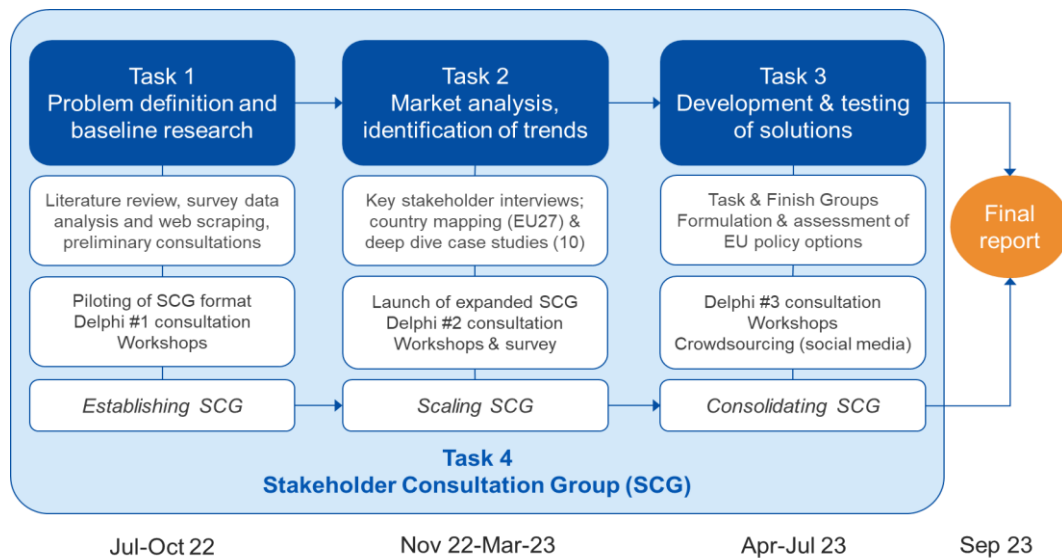 Task 1
Problem definition and
baseline research
Literature review, survey data
analysis and web scraping,
preliminary consultations
Piloting of SCG format
Delphi #1 consultation
Workshops
Establishing SCG
Task 2
Market analysis,
identification of trends
Key stakeholder interviews;
country mapping (EU27) &
deep dive case studies (10)
Launch of expanded SCG
Delphi #2 consultation
Workshops & survey
Scaling SCG
Task 3
Development & testing
of solutions
Task & Finish Groups
Formulation & assessment of
EU policy options
Delphi #3 consultation
Workshops
Crowdsourcing (social media)
Consolidating SCG
Final
report
Task 4
Stakeholder Consultation Group (SCG)
Jul-Oct 22
Nov 22-Mar-23
Apr-Jul 23
Sep 23